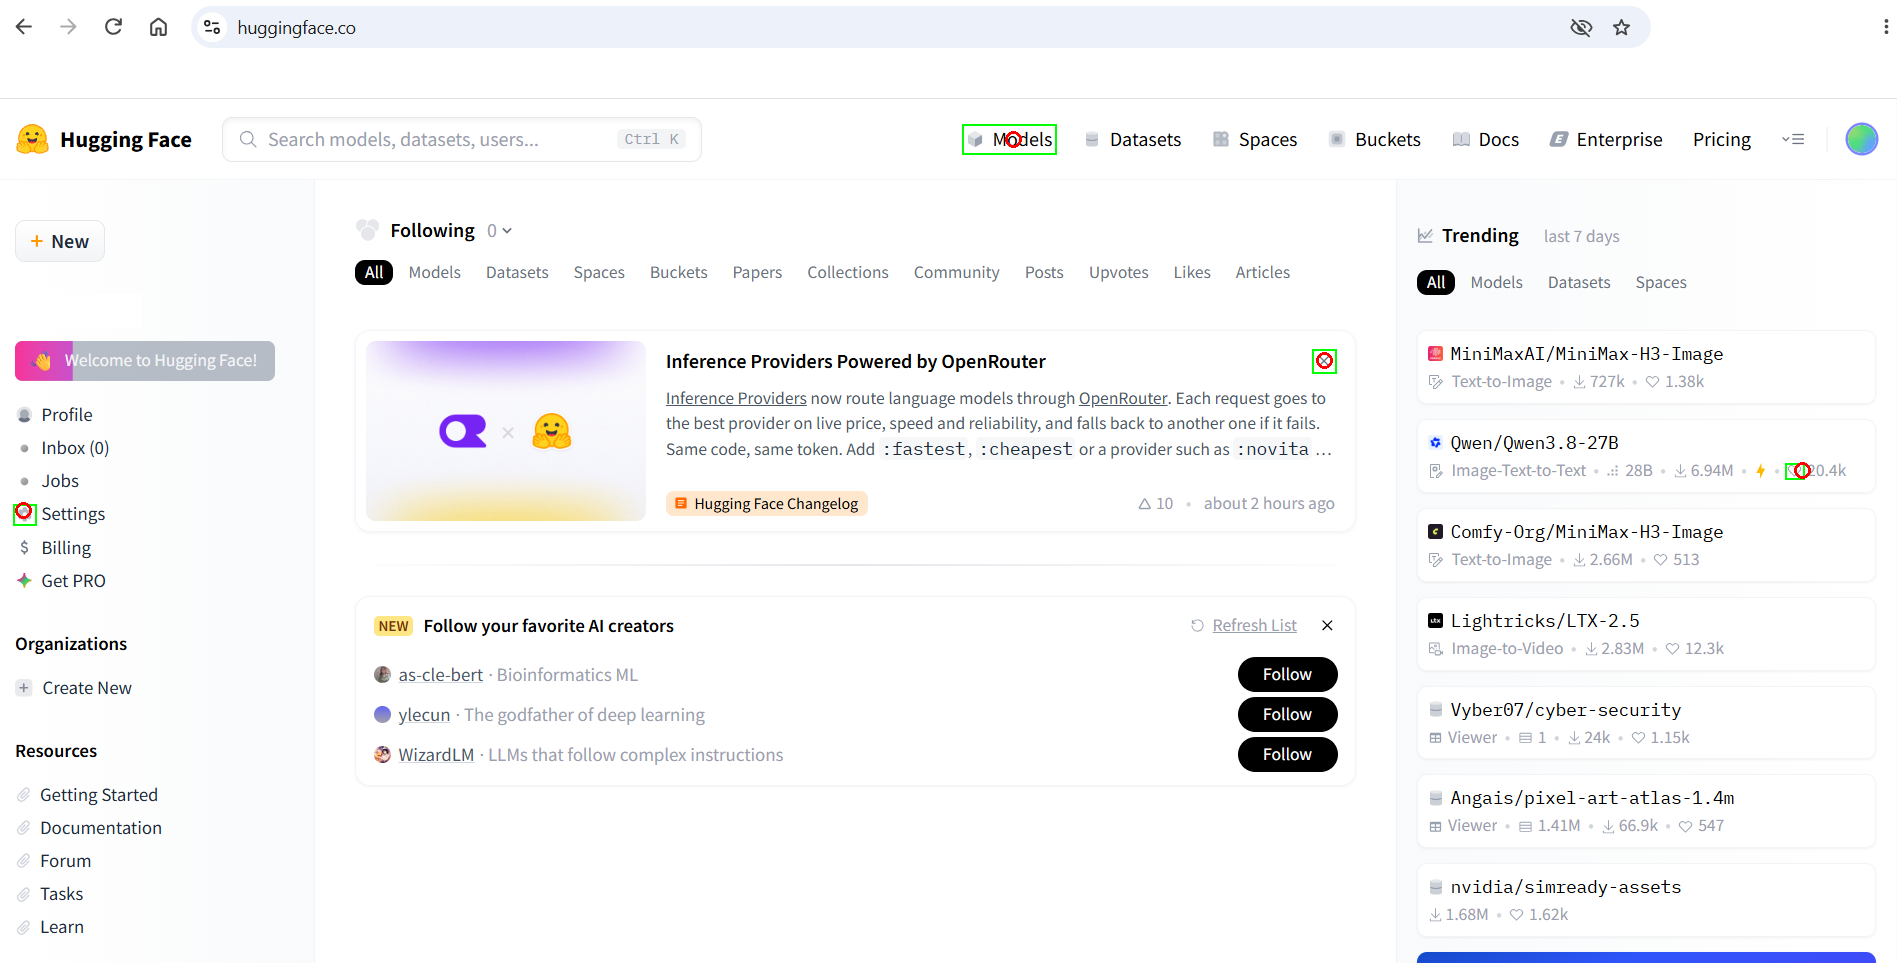 huggingface.co
Hugging Face
Search models, datasets, users...
Ctrl K
Models
Datasets
Spaces
Buckets
Docs
Enterprise
Pricing
+ New
Welcome to Hugging Face!
Profile
Inbox (0)
Jobs
Settings
$ Billing
Get PRO
Organizations
+ Create New
Resources
Getting Started
Documentation
Forum
Tasks
Learn
Following 0
All Models Datasets Spaces Buckets Papers Collections Community Posts Upvotes Likes Articles
Inference Providers Powered by OpenRouter
Inference Providers now route language models through OpenRouter. Each request goes to
the best provider on live price, speed and reliability, and falls back to another one if it fails.
Same code, same token. Add :fastest, :cheapest or a provider such as :novita ...
Hugging Face Changelog
10 • about 2 hours ago
NEW Follow your favorite AI creators
Refresh List
as-cle-bert · Bioinformatics ML
Follow
ylecun · The godfather of deep learning
Follow
WizardLM · LLMs that follow complex instructions
Follow
Trending last 7 days
All Models Datasets Spaces
MiniMaxAI/MiniMax-H3-Image
Text-to-Image • 727k • 1.38k
Qwen/Qwen3.8-27B
Image-Text-to-Text • 28B • 6.94M • • 20.4k
Comfy-Org/MiniMax-H3-Image
Text-to-Image • 2.66M • 513
Lightricks/LTX-2.5
Image-to-Video • 2.83M • 12.3k
Vyber07/cyber-security
Viewer • 1 • 24k • 1.15k
Angais/pixel-art-atlas-1.4m
Viewer • 1.41M • 66.9k • 547
nvidia/simready-assets
1.68M • 1.62k